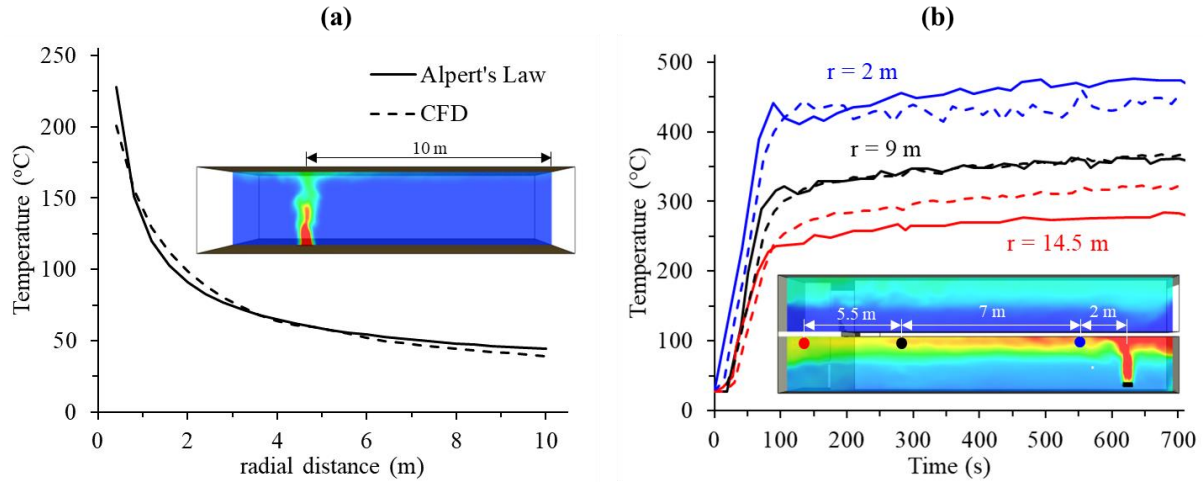 (a)
250
200
150
100
50
0
Temperature (°C)
Alpert's Law
CFD
10 m
0 2 4 6 8 10
radial distance (m)
(b)
500
400
300
200
100
0
Temperature (°C)
r = 2 m
r = 9 m
r = 14.5 m
5.5 m 7 m 2 m
0 100 200 300 400 500 600 700
Time (s)